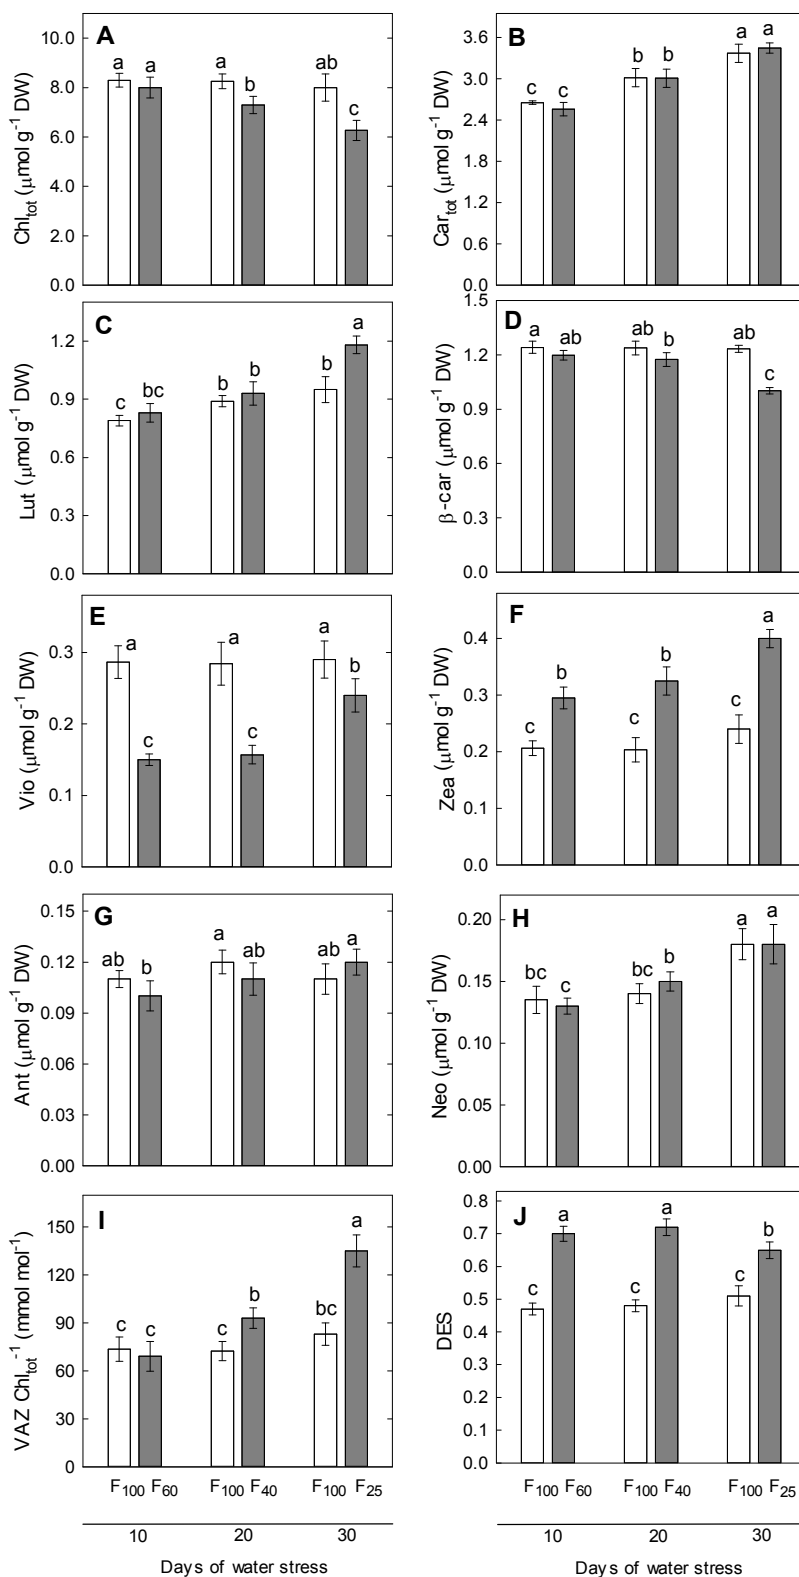 A
Chl_tot (μmol g⁻¹ DW)
10.0
8.0
6.0
4.0
2.0
0.0
a a a b ab c
B
Car_tot (μmol g⁻¹ DW)
3.6
3.0
2.4
1.8
1.2
0.6
0.0
c c b b a a
C
Lut (μmol g⁻¹ DW)
1.2
0.9
0.6
0.3
0.0
c bc b b b a
D
β-car (μmol g⁻¹ DW)
1.5
1.2
0.9
0.6
0.3
0.0
a ab ab b ab c
E
Vio (μmol g⁻¹ DW)
0.3
0.2
0.1
0.0
a c a c a b
F
Zea (μmol g⁻¹ DW)
0.4
0.3
0.2
0.1
0.0
c b c b c a
G
Ant (μmol g⁻¹ DW)
0.15
0.12
0.09
0.06
0.03
0.00
ab b a ab ab a
H
Neo (μmol g⁻¹ DW)
0.20
0.15
0.10
0.05
0.00
bc c bc b a a
I
VAZ Chl_tot⁻¹ (mmol mol⁻¹)
150
120
90
60
30
0
c c c b bc a
F₁₀₀ F₆₀ F₁₀₀ F₄₀ F₁₀₀ F₂₅
10 20 30
Days of water stress
J
DES
0.8
0.7
0.6
0.5
0.4
0.3
0.2
0.1
0.0
c a c a c b
F₁₀₀ F₆₀ F₁₀₀ F₄₀ F₁₀₀ F₂₅
10 20 30
Days of water stress